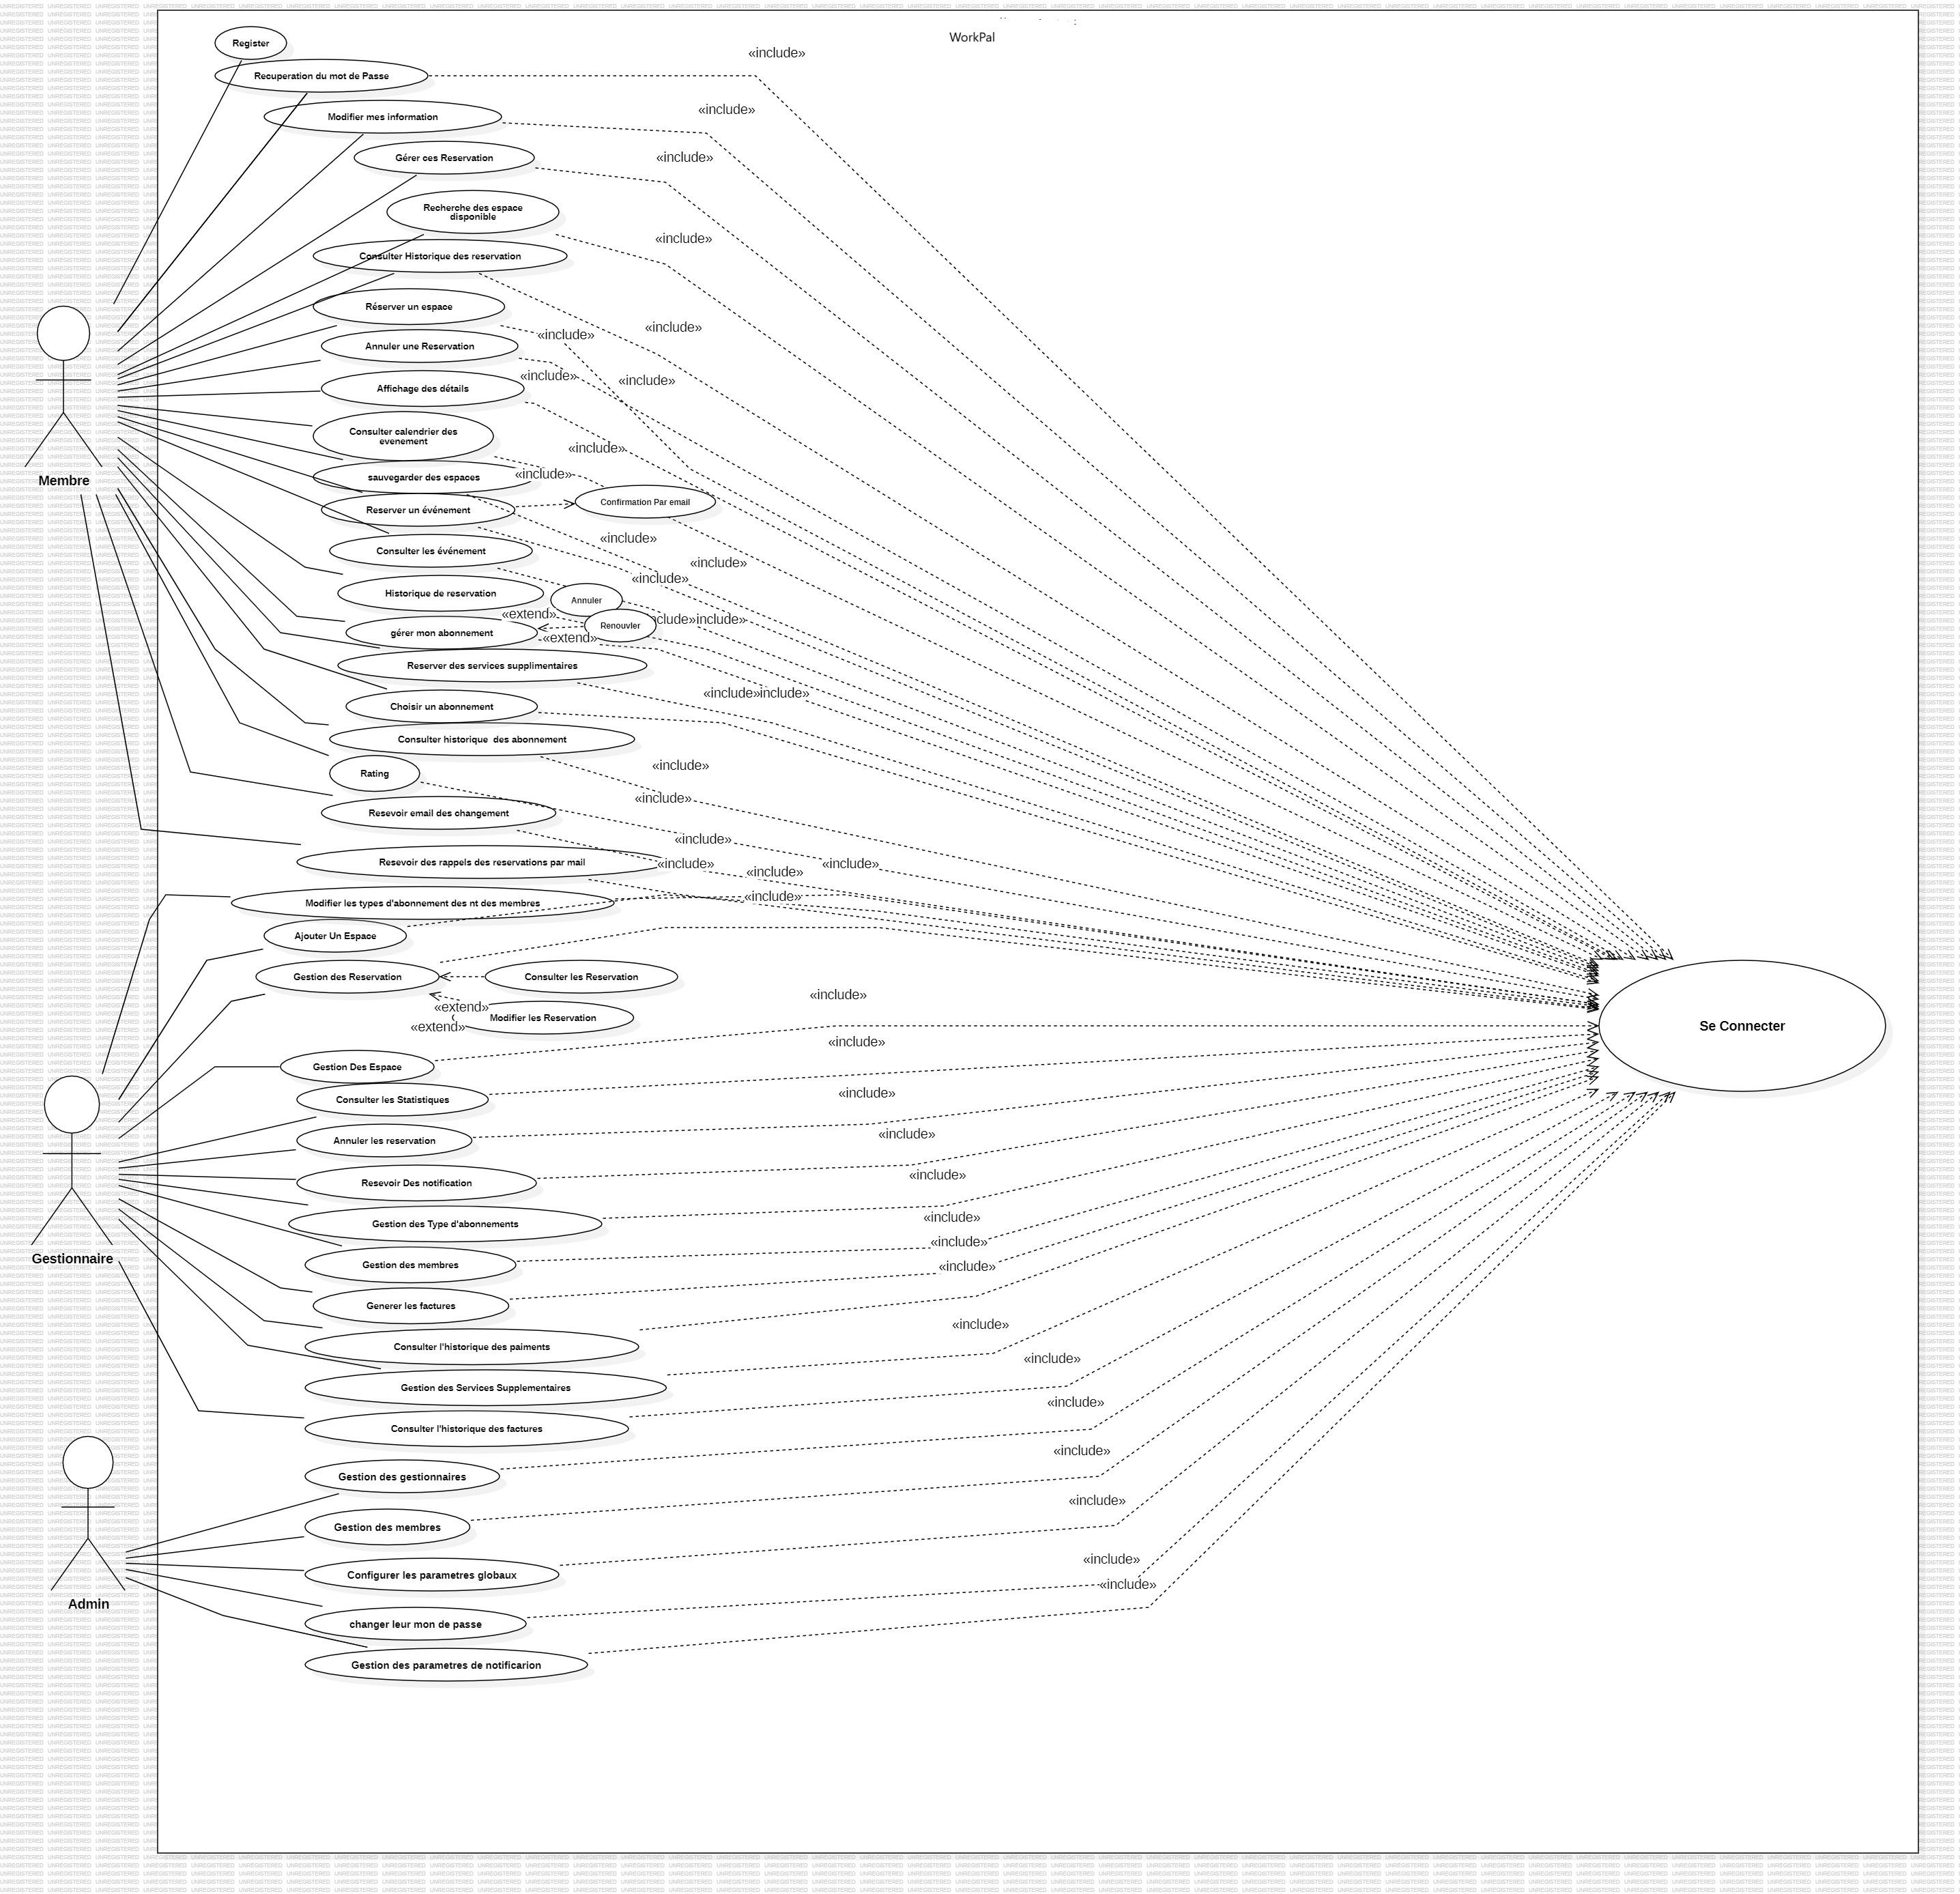 WorkPal
Register
«include»
Recuperation du mot de Passe
«include»
Modifier mes information
«include»
Gérer ces Reservation
Recherche des espace
disponible
«include»
Consulter Historique des reservation
Réserver un espace
«include»
«include»
Annuler une Reservation
«include»
«include»
Affichage des détails
Consulter calendrier des
evenement
«include»
sauvegarder des espaces
«include»
Membre
Confirmation Par email
Reserver un événement
«include»
Consulter les événement
«include»
«include»
Historique de reservation
Annuler
«extend»
clude»
include»
Renouvler
gérer mon abonnement
«extend»
Reserver des services supplimentaires
«include»
include»
Choisir un abonnement
Consulter historique des abonnement
«include»
Rating
«include»
Resevoir email des changement
«include»
Resevoir des rappels des reservations par mail
«include»
«include»
«include»
Modifier les types d'abonnement des nt des membres
«include»
Ajouter Un Espace
Gestion des Reservation
Consulter les Reservation
«include»
«extend»
Modifier les Reservation
«extend»
Se Connecter
«include»
Gestion Des Espace
Consulter les Statistiques
«include»
Annuler les reservation
«include»
Resevoir Des notification
«include»
Gestion des Type d'abonnements
«include»
«include»
Gestionnaire
Gestion des membres
«include»
Generer les factures
«include»
Consulter l'historique des paiments
«include»
Gestion des Services Supplementaires
«include»
Consulter l'historique des factures
«include»
Gestion des gestionnaires
«include»
Gestion des membres
«include»
Configurer les parametres globaux
«include»
Admin
changer leur mon de passe
Gestion des parametres de notificarion
UNREGISTERED